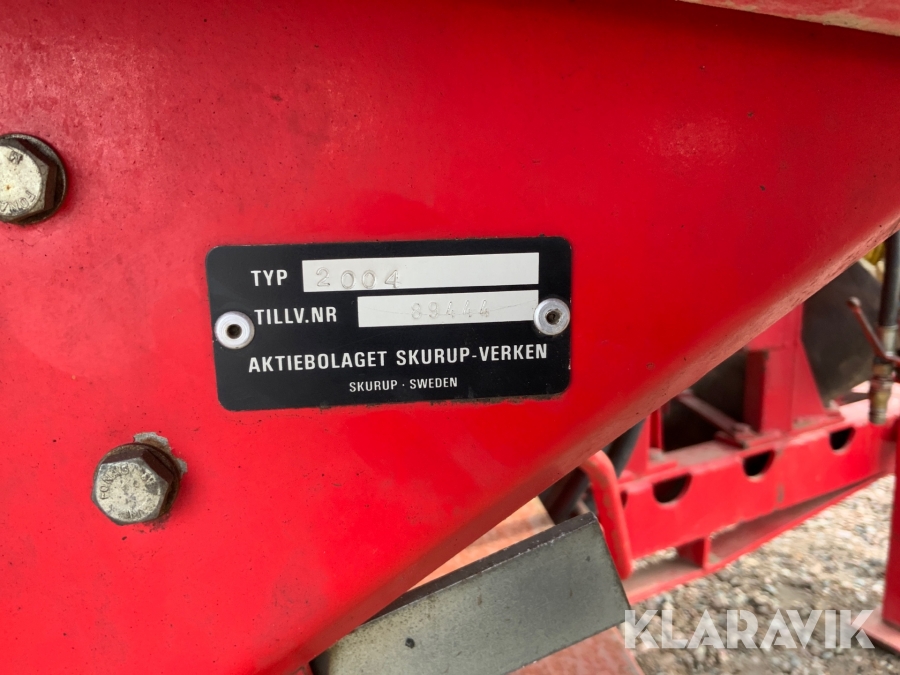 TYP 2004
TILLV.NR 89444
AKTIEBOLAGET SKURUP-VERKEN
SKURUP · SWEDEN
KLARAVIK